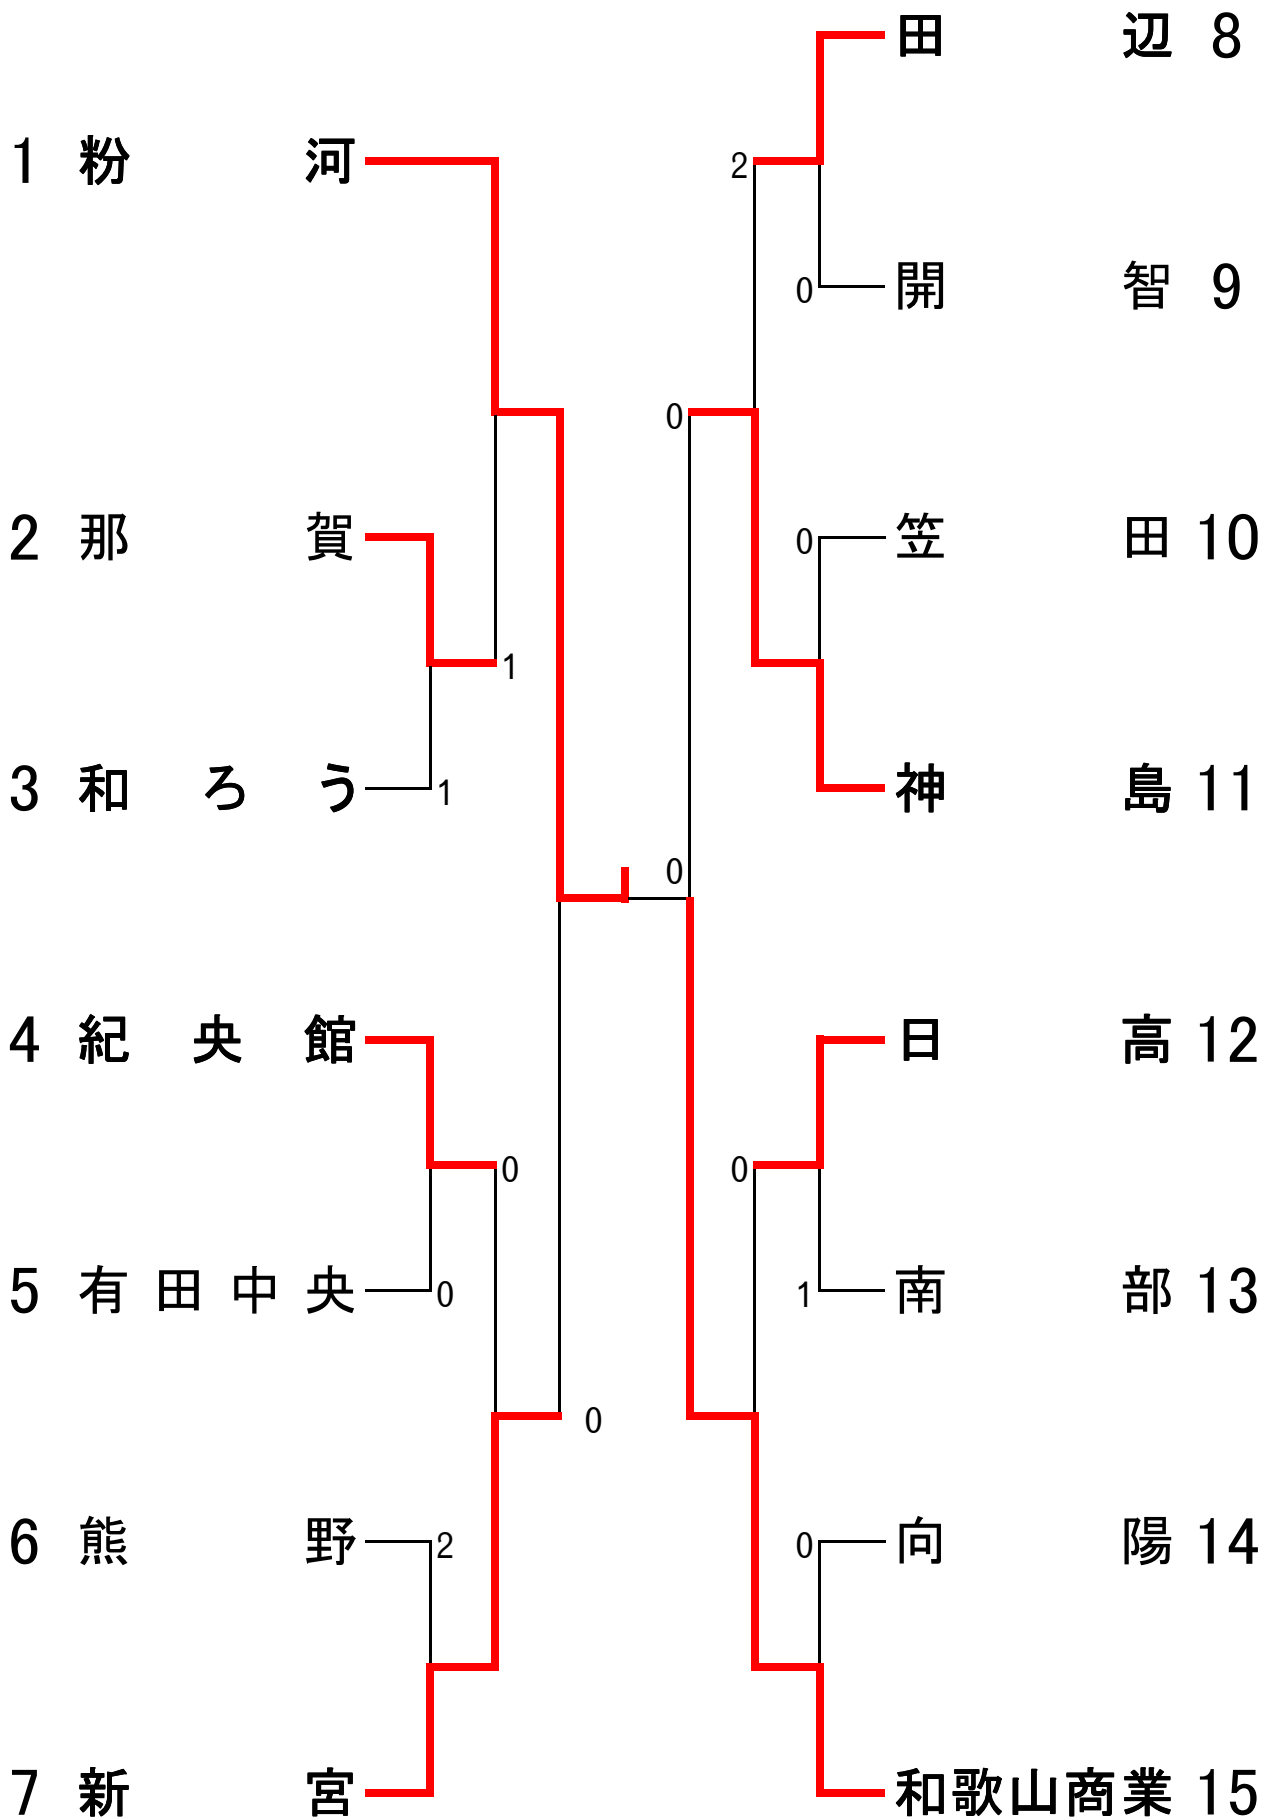 田辺 8
1 粉河
2
0 開智 9
0
2 那賀
0 笠田 10
1
3 和ろう 1
神島 11
0
4 紀央館
日高 12
0
0
5 有田中央 0
1 南部 13
0
6 熊野 2
0 向陽 14
7 新宮
和歌山商業 15